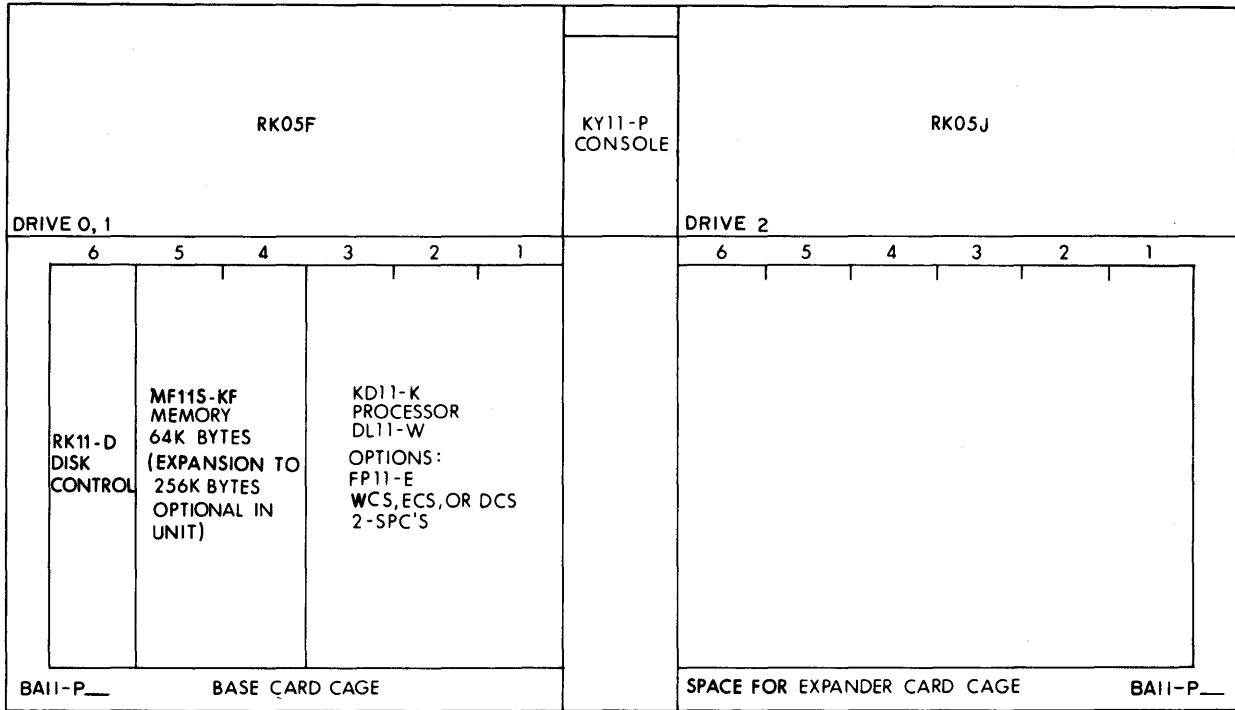 RK05F
KY11-P
CONSOLE
RK05J
DRIVE 0, 1
DRIVE 2
6 5 4 3 2 1
6 5 4 3 2 1
RK11-D
DISK
CONTROL
MF11S-KF
MEMORY
64K BYTES
(EXPANSION TO
256K BYTES
OPTIONAL IN
UNIT)
KD11-K
PROCESSOR
DL11-W
OPTIONS:
FP11-E
WCS, ECS, OR DCS
2-SPC'S
BA11-P__ BASE CARD CAGE
SPACE FOR EXPANDER CARD CAGE BA11-P__